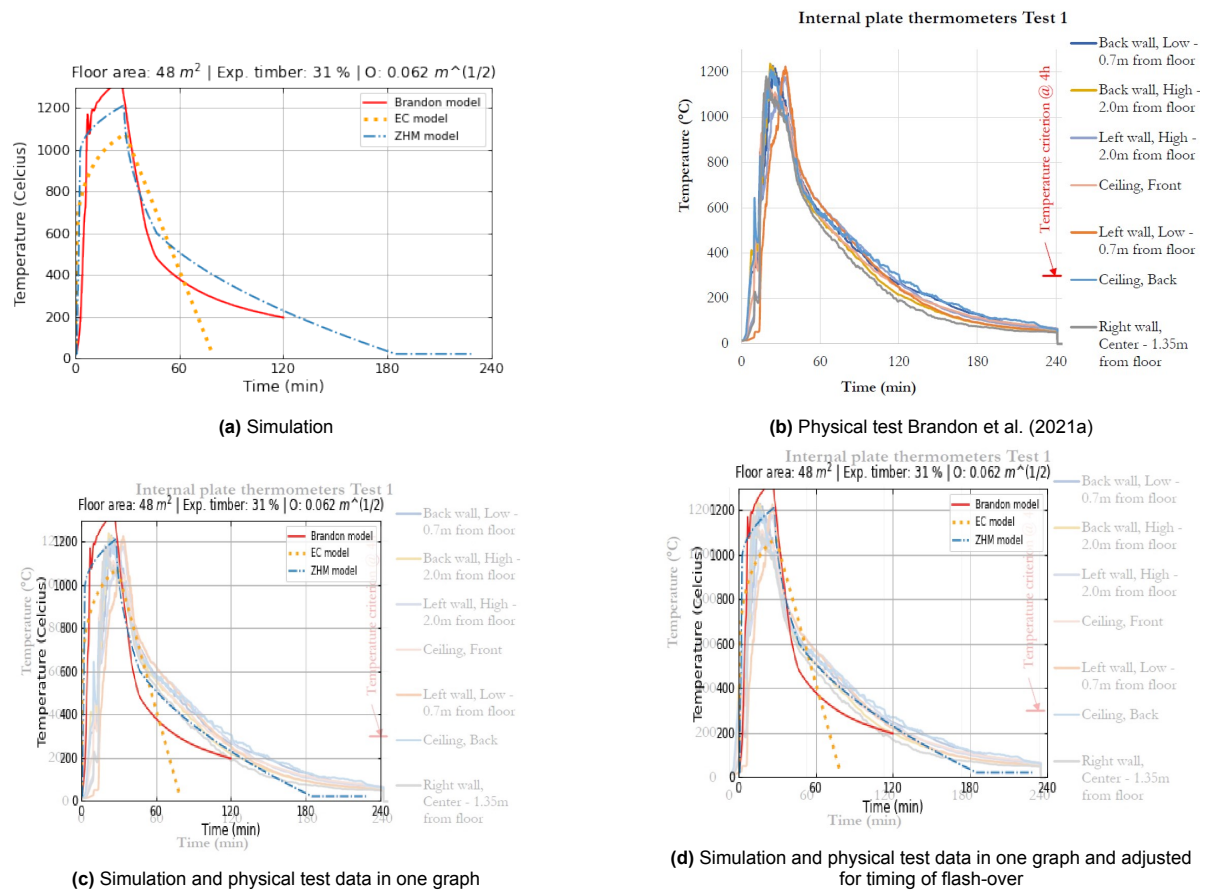 Floor area: 48 m² | Exp. timber: 31 % | O: 0.062 m^(1/2)
Temperature (Celcius)
1200
1000
800
600
400
200
0
Brandon model
EC model
ZHM model
0 60 120 180 240
Time (min)
(a) Simulation
Internal plate thermometers Test 1
Temperature (°C)
1200
1000
800
600
400
200
0
0 60 120 180 240
Time (min)
Temperature criterion @ 4h
Back wall, Low -
0.7m from floor
Back wall, High -
2.0m from floor
Left wall, High -
2.0m from floor
Ceiling, Front
Left wall, Low -
0.7m from floor
Ceiling, Back
Right wall,
Center - 1.35m
from floor
(b) Physical test Brandon et al. (2021a)
Internal plate thermometers Test 1
Floor area: 48 m² | Exp. timber: 31 % | O: 0.062 m^(1/2)
Temperature (°C)
Temperature (Celcius)
1200
1000
800
600
400
200
0
Brandon model
EC model
ZHM model
Temperature criterion @
0 60 120 180 240
Time (min)
Time (min)
Back wall, Low -
0.7m from floor
Back wall, High -
2.0m from floor
Left wall, High -
2.0m from floor
Ceiling, Front
Left wall, Low -
0.7m from floor
Ceiling, Back
Right wall,
Center - 1.35m
from floor
(c) Simulation and physical test data in one graph
Internal plate thermometers Test 1
Floor area: 48 m² | Exp. timber: 31 % | O: 0.062 m^(1/2)
Temperature (°C)
Temperature (Celcius)
1200
1000
800
600
400
200
0
Brandon model
EC model
ZHM model
Temperature criterion @
0 60 120 180 240
Time (min)
Time (min)
Back wall, Low -
0.7m from floor
Back wall, High -
2.0m from floor
Left wall, High -
2.0m from floor
Ceiling, Front
Left wall, Low -
0.7m from floor
Ceiling, Back
Right wall,
Center - 1.35m
from floor
(d) Simulation and physical test data in one graph and adjusted
for timing of flash-over